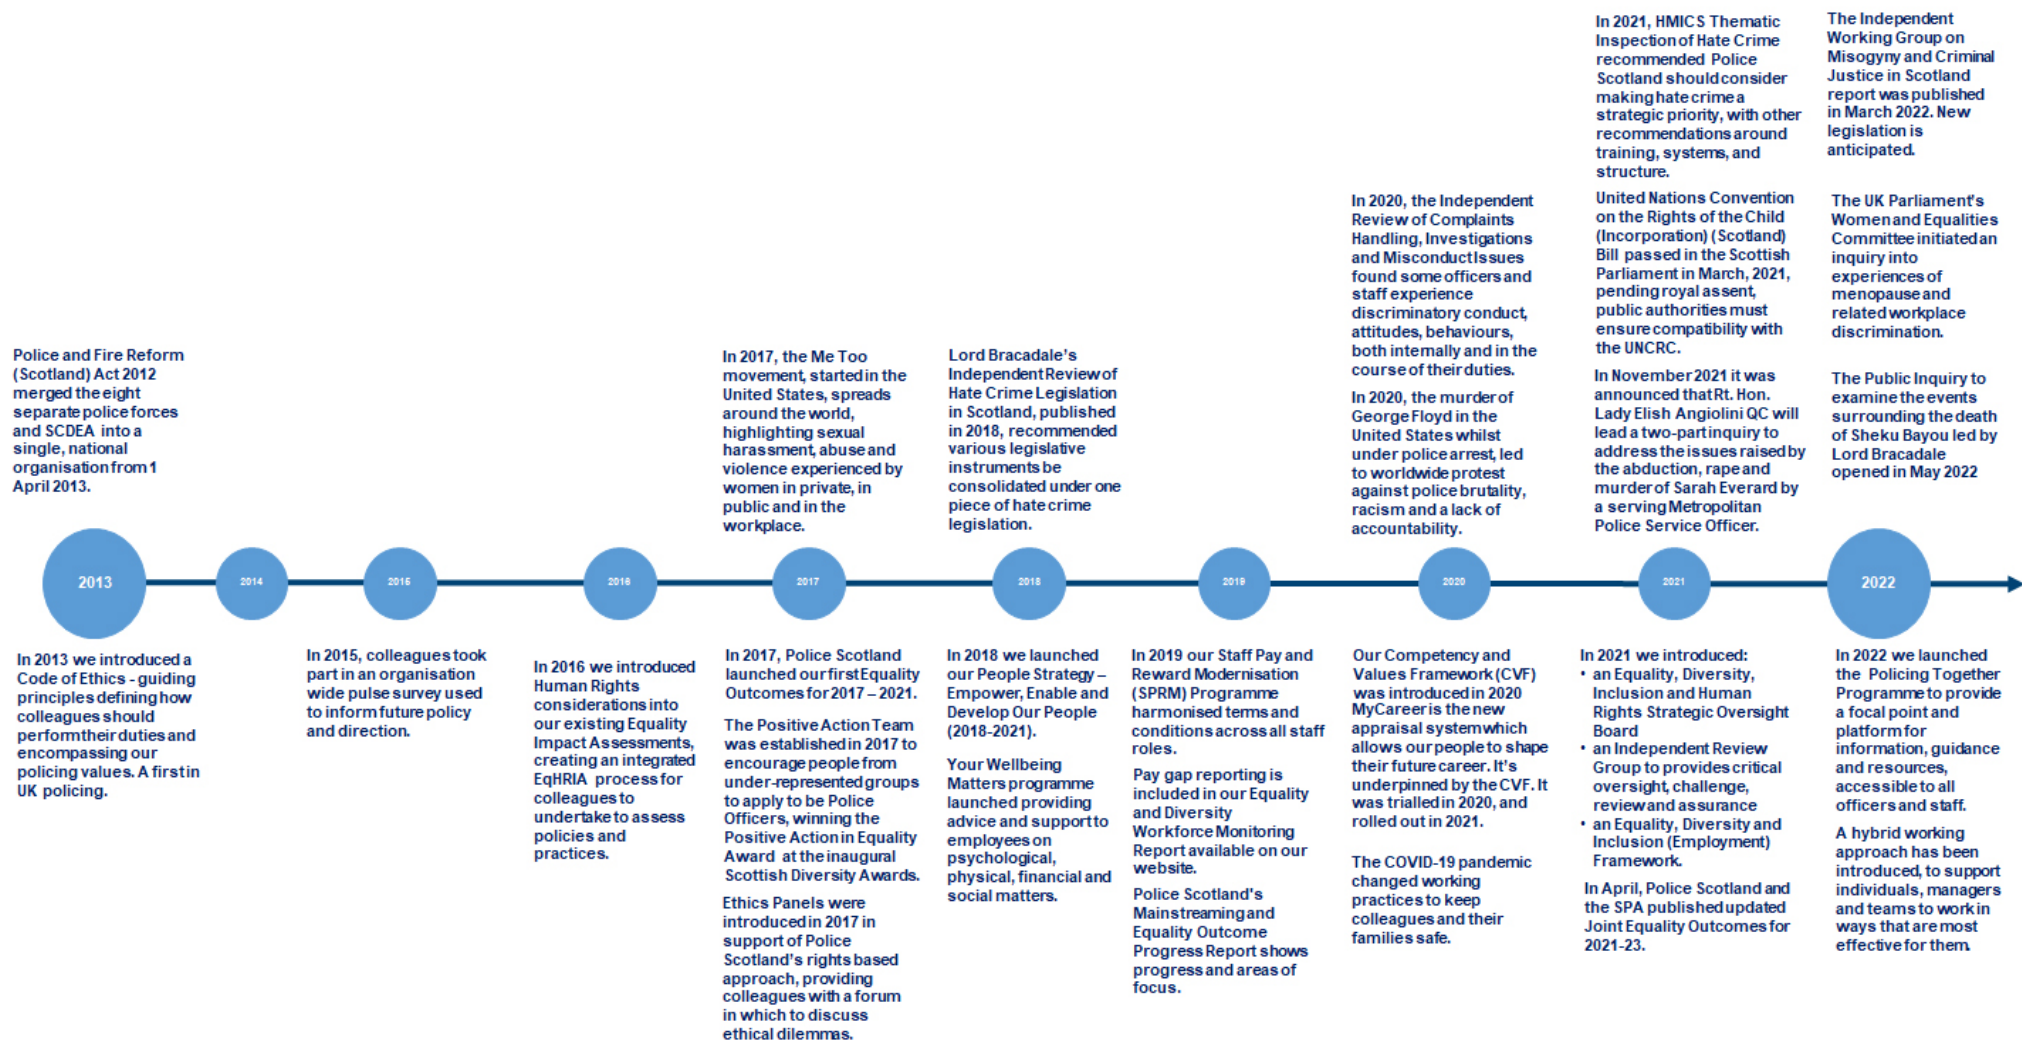 Police and Fire Reform
(Scotland) Act 2012
merged the eight
separate police forces
and SCDEA into a
single, national
organisation from 1
April 2013.
In 2017, the Me Too
movement, started in the
United States, spreads
around the world,
highlighting sexual
harassment, abuse and
violence experienced by
women in private, in
public and in the
workplace.
Lord Bracadale's
Independent Review of
Hate Crime Legislation
in Scotland, published
in 2018, recommended
various legislative
instruments be
consolidated under one
piece of hate crime
legislation.
In 2020, the Independent
Review of Complaints
Handling, Investigations
and Misconduct Issues
found some officers and
staff experience
discriminatory conduct,
attitudes, behaviours,
both internally and in the
course of their duties.
In 2020, the murder of
George Floyd in the
United States whilst
under police arrest, led
to worldwide protest
against police brutality,
racism and a lack of
accountability.
In 2021, HMICS Thematic
Inspection of Hate Crime
recommended Police
Scotland should consider
making hate crime a
strategic priority, with other
recommendations around
training, systems, and
structure.
United Nations Convention
on the Rights of the Child
(Incorporation) (Scotland)
Bill passed in the Scottish
Parliament in March, 2021,
pending royal assent,
public authorities must
ensure compatibility with
the UNCRC.
In November 2021 it was
announced that Rt. Hon.
Lady Elish Angiolini QC will
lead a two-part inquiry to
address the issues raised by
the abduction, rape and
murder of Sarah Everard by
a serving Metropolitan
Police Service Officer.
The Independent
Working Group on
Misogyny and Criminal
Justice in Scotland
report was published
in March 2022. New
legislation is
anticipated.
The UK Parliament's
Women and Equalities
Committee initiated an
inquiry into
experiences of
menopause and
related workplace
discrimination.
The Public Inquiry to
examine the events
surrounding the death
of Sheku Bayou led by
Lord Bracadale
opened in May 2022
2013
2014
2015
2016
2017
2018
2019
2020
2021
2022
In 2013 we introduced a
Code of Ethics - guiding
principles defining how
colleagues should
perform their duties and
encompassing our
policing values. A first in
UK policing.
In 2015, colleagues took
part in an organisation
wide pulse survey used
to inform future policy
and direction.
In 2016 we introduced
Human Rights
considerations into
our existing Equality
Impact Assessments,
creating an integrated
EqHRIA process for
colleagues to
undertake to assess
policies and
practices.
In 2017, Police Scotland
launched our first Equality
Outcomes for 2017 – 2021.
The Positive Action Team
was established in 2017 to
encourage people from
under-represented groups
to apply to be Police
Officers, winning the
Positive Action in Equality
Award at the inaugural
Scottish Diversity Awards.
Ethics Panels were
introduced in 2017 in
support of Police
Scotland's rights based
approach, providing
colleagues with a forum
in which to discuss
ethical dilemmas.
In 2018 we launched
our People Strategy –
Empower, Enable and
Develop Our People
(2018-2021).
Your Wellbeing
Matters programme
launched providing
advice and support to
employees on
psychological,
physical, financial and
social matters.
In 2019 our Staff Pay and
Reward Modernisation
(SPRM) Programme
harmonised terms and
conditions across all staff
roles.
Pay gap reporting is
included in our Equality
and Diversity
Workforce Monitoring
Report available on our
website.
Police Scotland's
Mainstreaming and
Equality Outcome
Progress Report shows
progress and areas of
focus.
Our Competency and
Values Framework (CVF)
was introduced in 2020
MyCareer is the new
appraisal system which
allows our people to shape
their future career. It's
underpinned by the CVF. It
was trialled in 2020, and
rolled out in 2021.
The COVID-19 pandemic
changed working
practices to keep
colleagues and their
families safe.
In 2021 we introduced:
• an Equality, Diversity,
Inclusion and Human
Rights Strategic Oversight
Board
• an Independent Review
Group to provides critical
oversight, challenge,
review and assurance
• an Equality, Diversity and
Inclusion (Employment)
Framework.
In April, Police Scotland and
the SPA published updated
Joint Equality Outcomes for
2021-23.
In 2022 we launched
the Policing Together
Programme to provide
a focal point and
platform for
information, guidance
and resources,
accessible to all
officers and staff.
A hybrid working
approach has been
introduced, to support
individuals, managers
and teams to work in
ways that are most
effective for them.